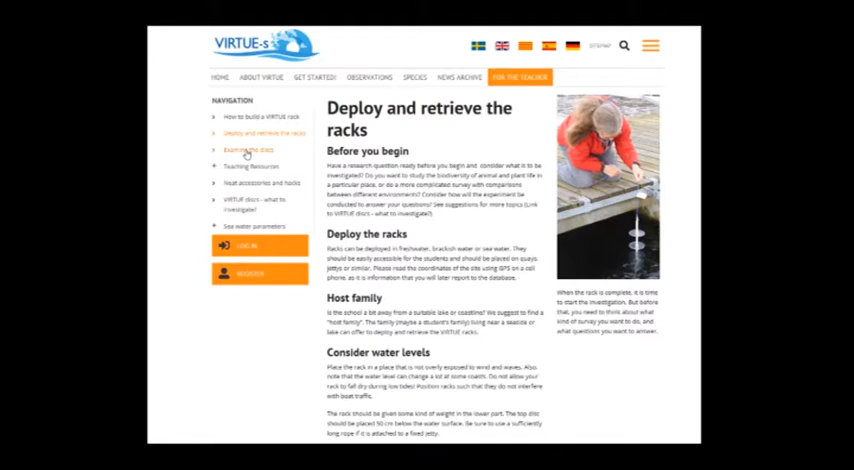 VIRTUE-s
SITEMAP
HOME
ABOUT VIRTUE
GET STARTED!
OBSERVATIONS
SPECIES
NEWS ARCHIVE
FOR THE TEACHER
NAVIGATION
How to build a VIRTUE rack
Deploy and retrieve the racks
Examine the discs
Teaching Resources
Neat accessories and hacks
VIRTUE discs - what to
investigate?
Sea water parameters
LOG IN
REGISTER
Deploy and retrieve the
racks
Before you begin
Have a research question ready before you begin and consider what is to be
investigated? Do you want to study the biodiversity of animal and plant life
in a particular place, or do a more complicated survey with comparisons
between different environments? Consider how will the experiment be
conducted to answer your questions? See suggestions for more topics (Link
to VIRTUE discs - what to investigate?)
Deploy the racks
Racks can be deployed in freshwater, brackish water or sea water. They
should be easily accessible for the students and should be placed on quays,
jettys or similar. Please read the coordinates of the site using GPS on a cell
phone, as it is information that you will later report to the database.
Host family
Is the school a bit away from a suitable lake or coastline? We suggest to find a
"host family". The family (maybe a student's family) living near a seaside or
lake can offer to deploy and retrieve the VIRTUE racks.
Consider water levels
Place the rack in a place that is not overly exposed to wind and waves. Also,
note that the water level can change a lot at some coasts. Do not allow your
rack to fall dry during low tides! Position racks such that they do not interfere
with boat traffic.
The rack should be given some kind of weight in the lower part. The top disc
should be placed 50 cm below the water surface. Be sure to use a sufficiently
long rope if it is attached to a fixed jetty.
When the rack is complete, it is time
to start the investigation. But before
that, you need to think about what
kind of survey you want to do, and
what questions you want to answer.